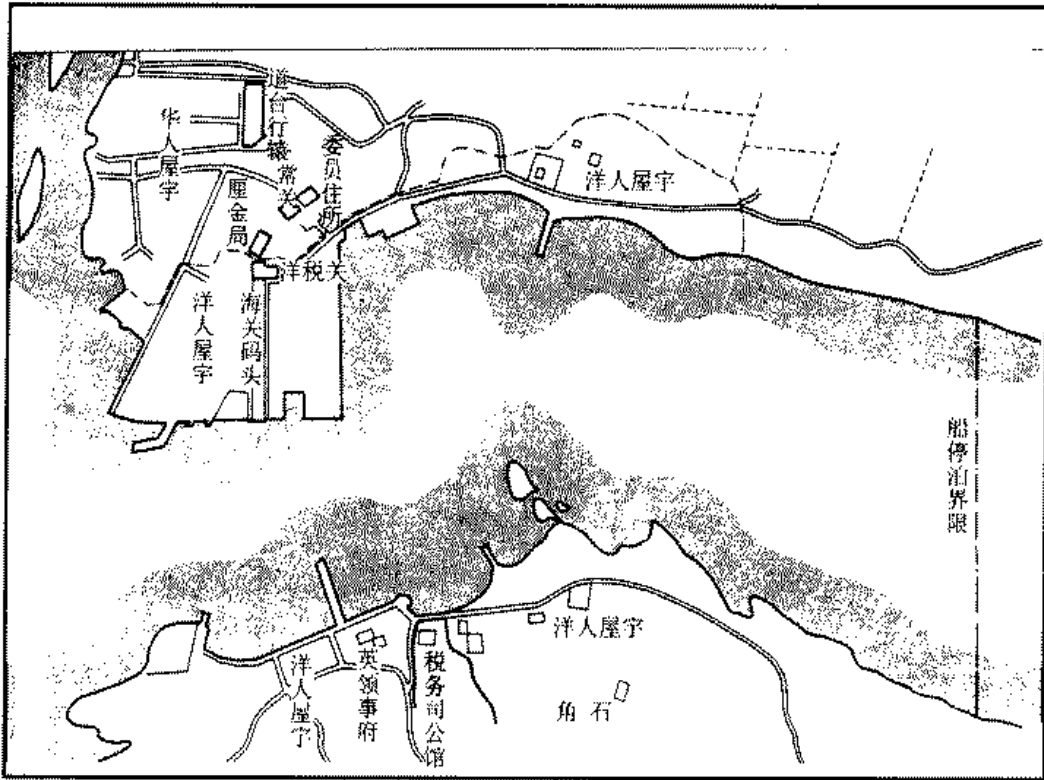 道台行辕
华人屋宇
委员住所
常关
厘金局
洋人屋宇
洋税关
洋人屋宇
海关码头
船停泊界限
洋人屋宇
洋人屋宇
英领事府
税务司公馆
角石